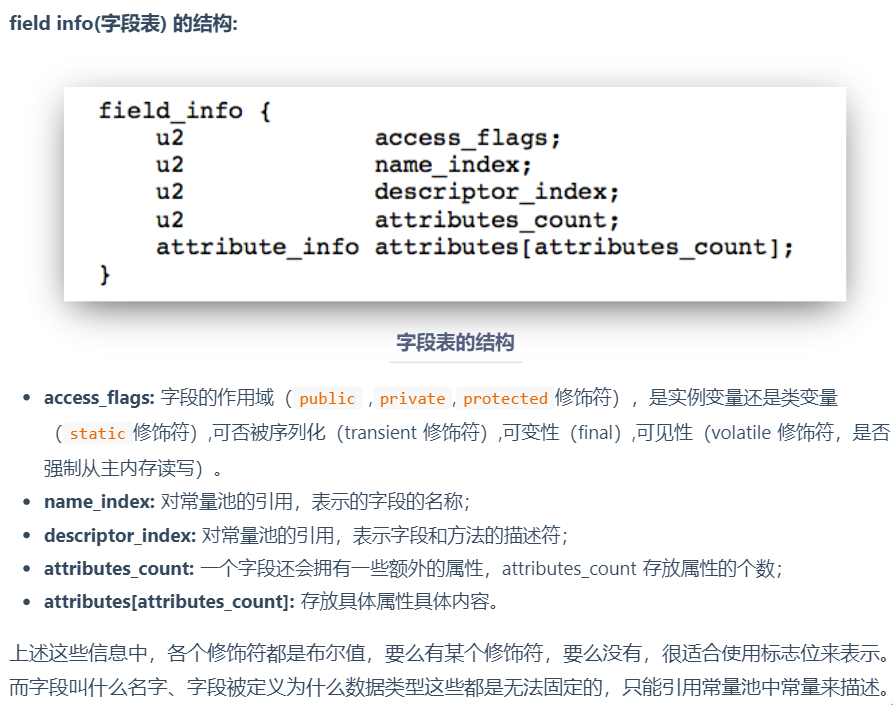 field info(字段表) 的结构:
field_info {
u2 access_flags;
u2 name_index;
u2 descriptor_index;
u2 attributes_count;
attribute_info attributes[attributes_count];
}
字段表的结构
• access_flags: 字段的作用域（ public ,private ,protected 修饰符），是实例变量还是类变量
（ static 修饰符）,可否被序列化（transient 修饰符）,可变性（final）,可见性（volatile 修饰符，是否
强制从主内存读写）。
• name_index: 对常量池的引用，表示的字段的名称；
• descriptor_index: 对常量池的引用，表示字段和方法的描述符；
• attributes_count: 一个字段还会拥有一些额外的属性，attributes_count 存放属性的个数；
• attributes[attributes_count]: 存放具体属性具体内容。
上述这些信息中，各个修饰符都是布尔值，要么有某个修饰符，要么没有，很适合使用标志位来表示。
而字段叫什么名字、字段被定义为什么数据类型这些都是无法固定的，只能引用常量池中常量来描述。